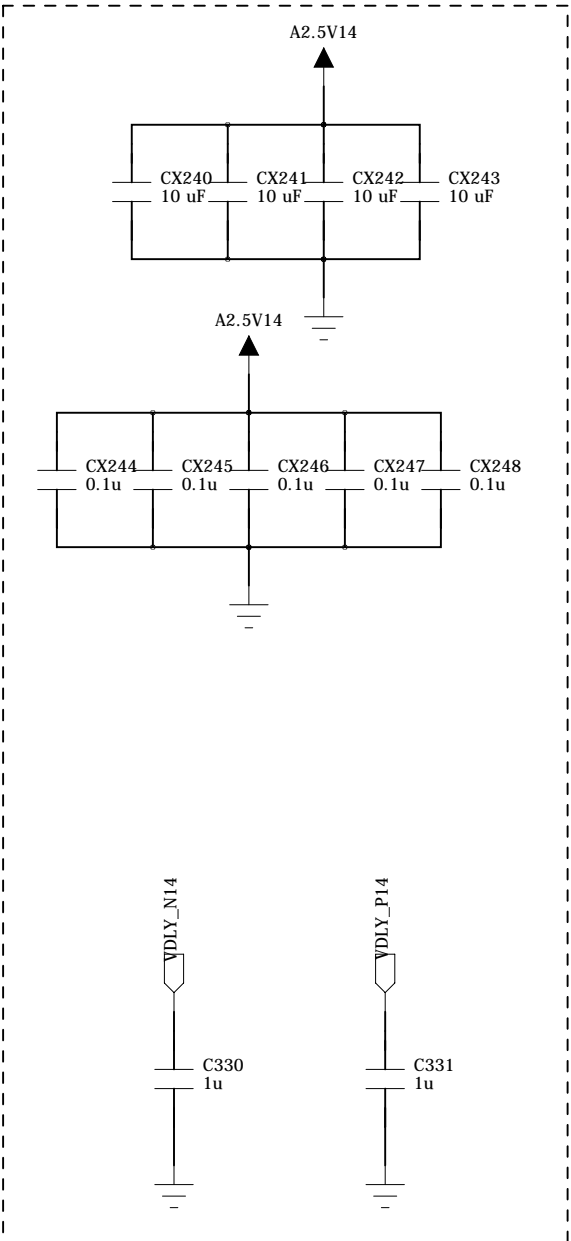 A2.5V14
CX240 CX241 CX242 CX243
10 uF 10 uF 10 uF 10 uF
A2.5V14
CX244 CX245 CX246 CX247 CX248
0.1u 0.1u 0.1u 0.1u 0.1u
VDLY_N14
VDLY_P14
C330 C331
1u 1u